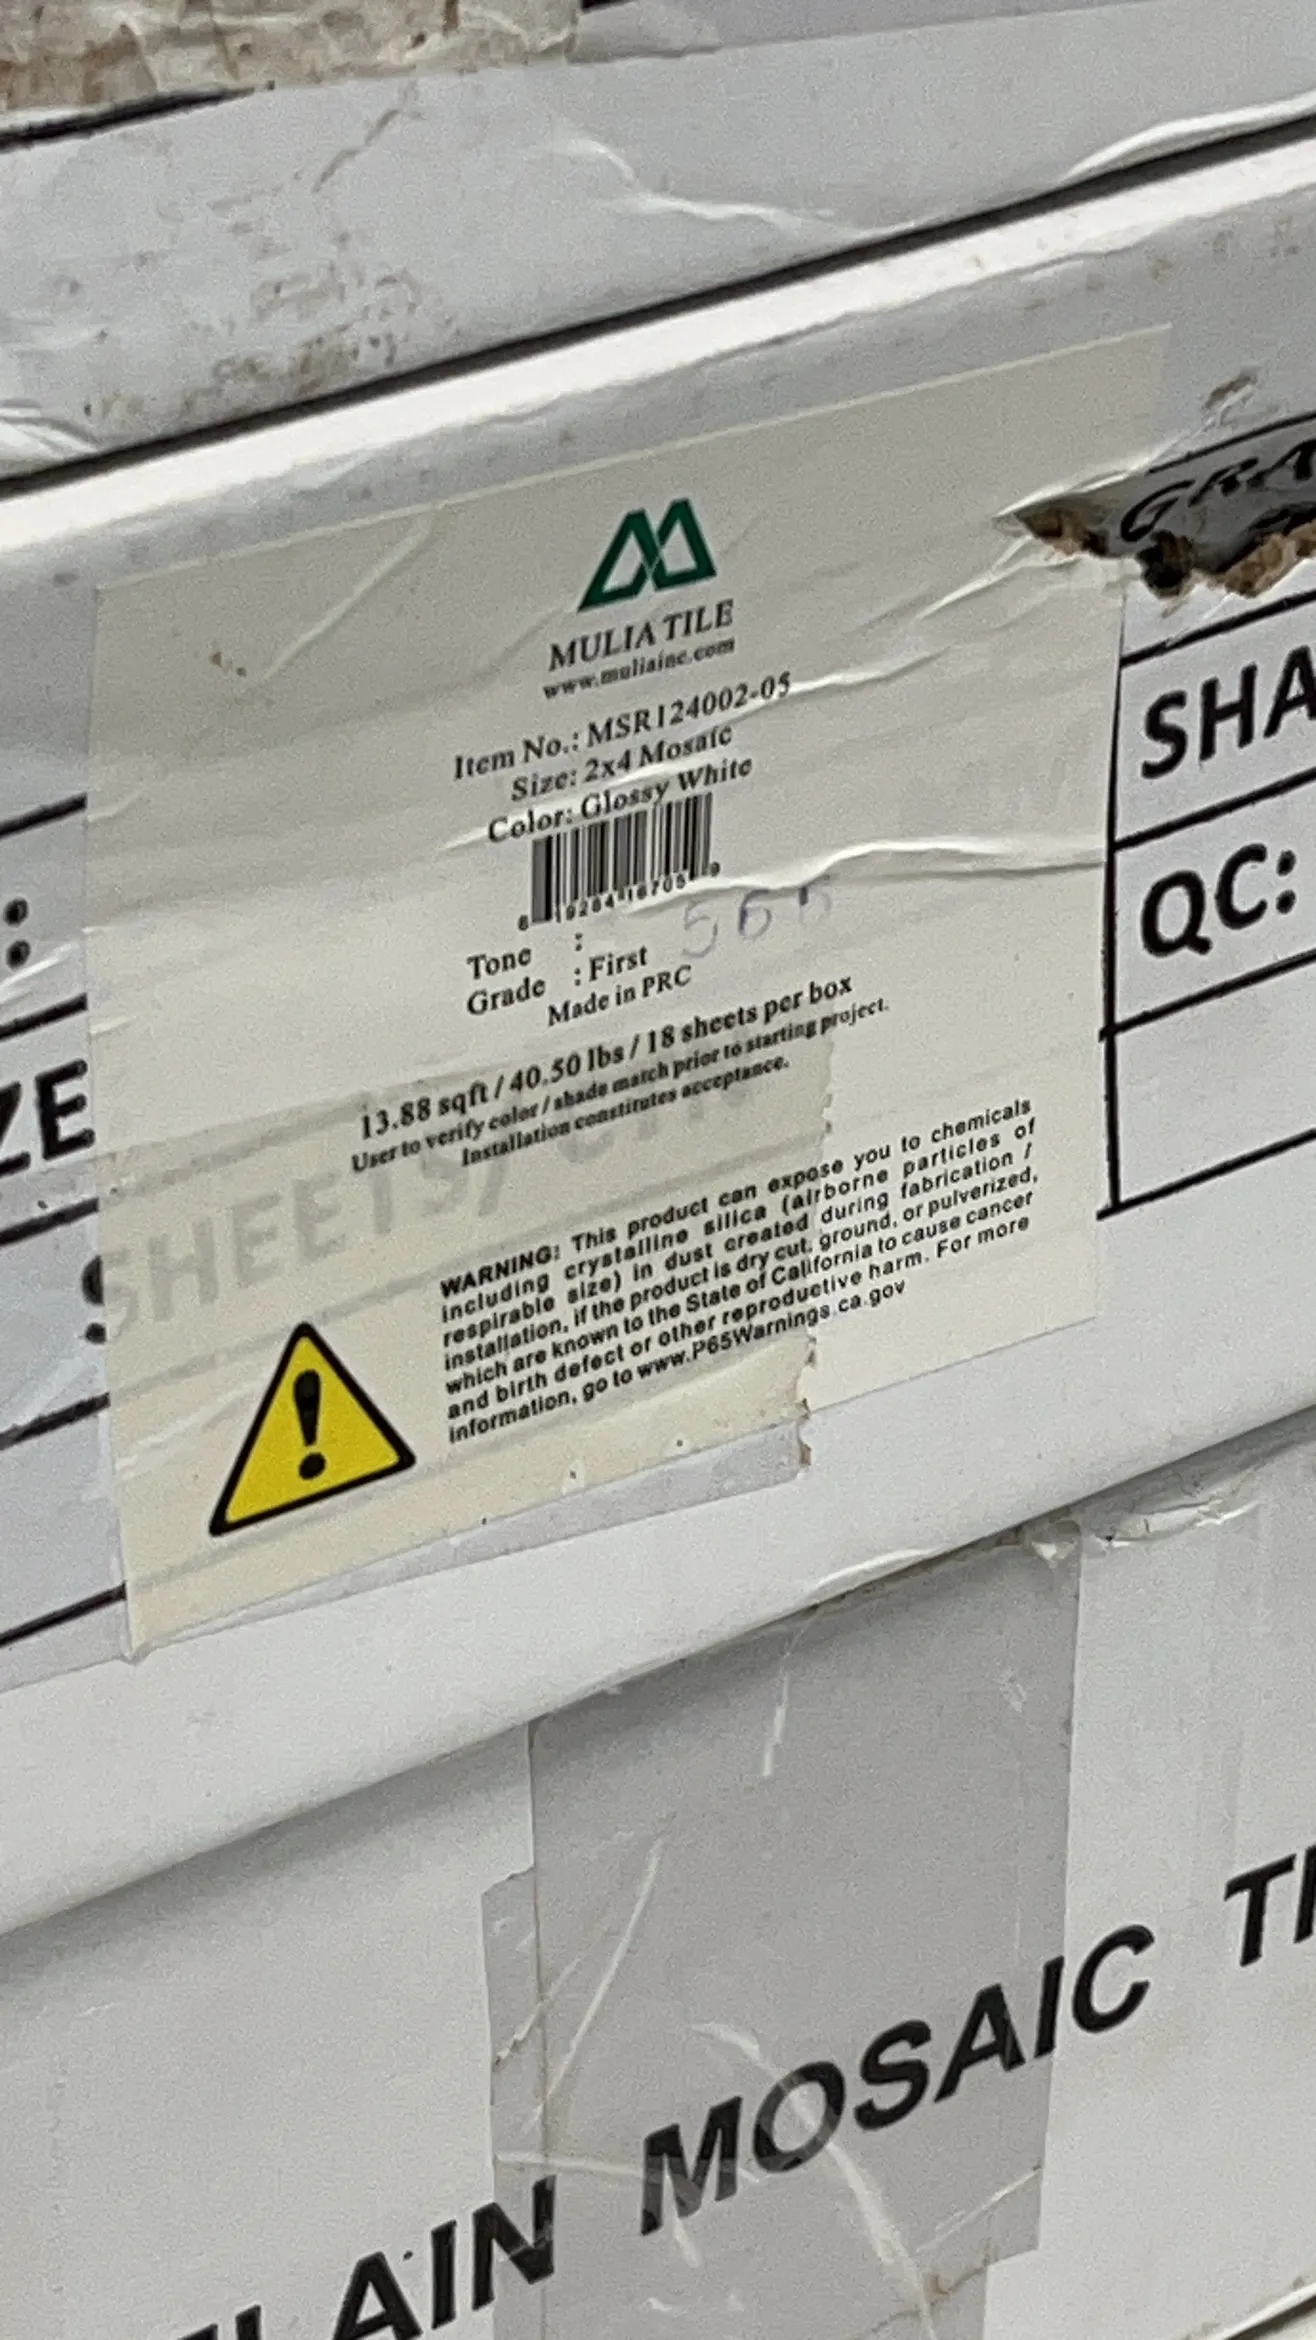 GRA
MULIA TILE
www.muliainc.com
Item No.: MSR124002-05
Size: 2x4 Mosaic
Color: Glossy White
Tone :
Grade : First
Made in PRC
13.88 sqft / 40.50 lbs / 18 sheets per box
User to verify color / shade match prior to starting project.
Installation constitutes acceptance.
WARNING: This product can expose you to chemicals
including crystalline silica (airborne particles of
respirable size) in dust created during fabrication /
installation, if the product is dry cut, ground, or pulverized,
which are known to the State of California to cause cancer
and birth defect or other reproductive harm. For more
information, go to www.P65Warnings.ca.gov
SHA
QC:
:
ZE
SHEETS/
LAIN MOSAIC TI